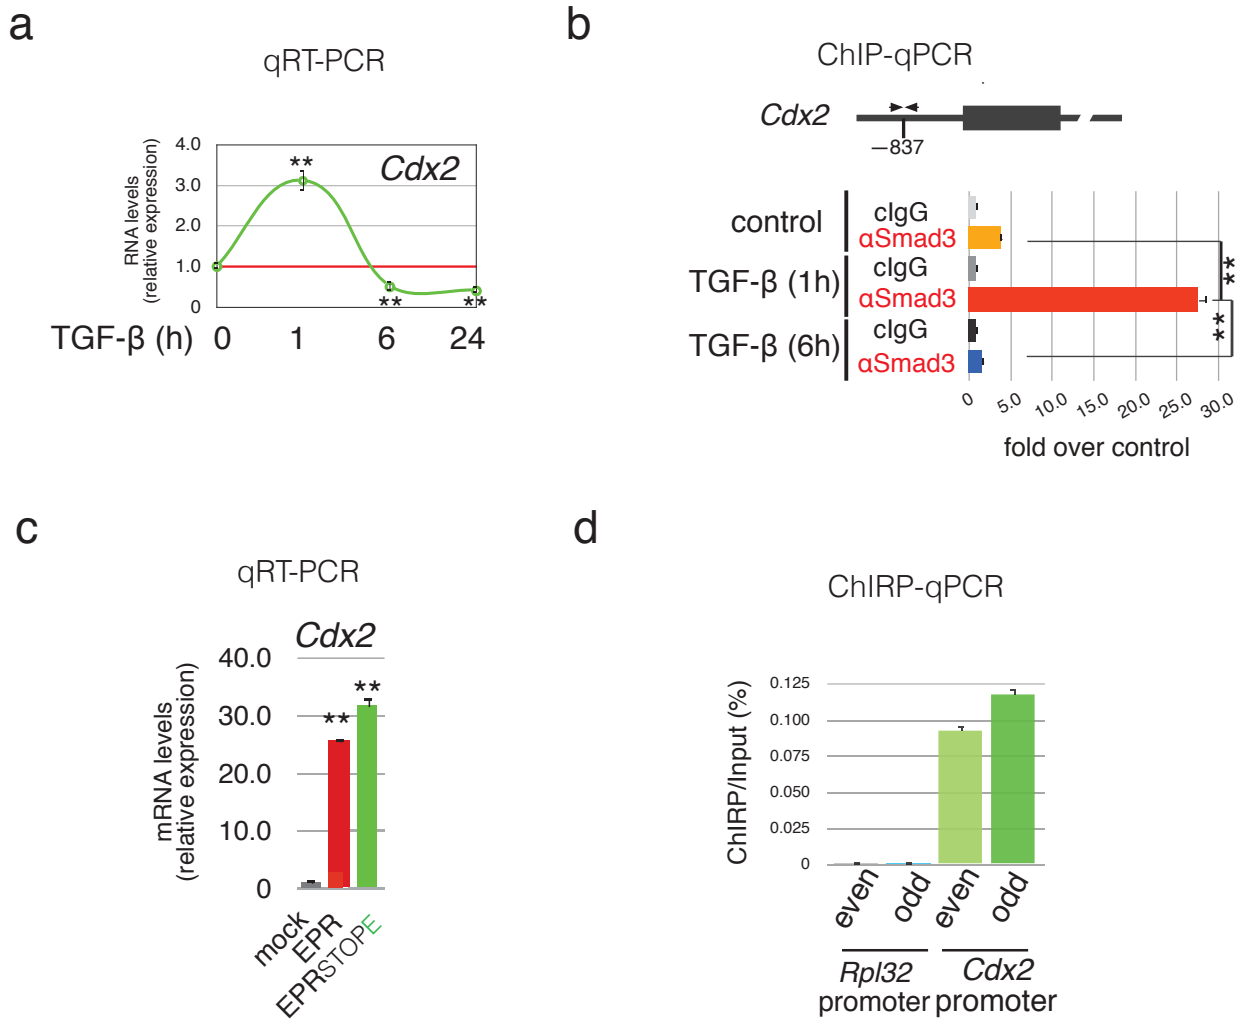 a
qRT-PCR
RNA levels
(relative expression)
4.0
3.0
2.0
1.0
0
**
Cdx2
**
**
TGF-β (h) 0 1 6 24
b
ChIP-qPCR
Cdx2
–837
control
cIgG
αSmad3
TGF-β (1h)
cIgG
αSmad3
TGF-β (6h)
cIgG
αSmad3
**
**
0 5.0 10.0 15.0 20.0 25.0 30.0
fold over control
c
qRT-PCR
Cdx2
mRNA levels
(relative expression)
40.0
30.0
20.0
10.0
0
**
**
mock
EPR
EPRSTOPE
d
ChIRP-qPCR
ChIRP/Input (%)
0.125
0.100
0.075
0.050
0.025
0
even odd even odd
Rpl32 Cdx2
promoter promoter